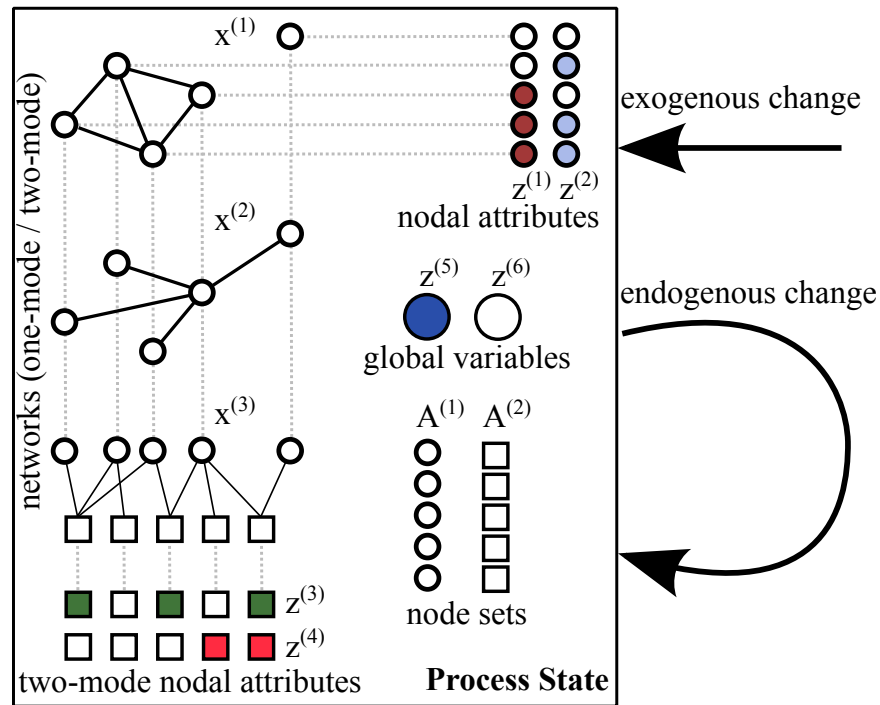 x(1)
networks (one-mode / two-mode)
exogenous change
z(1) z(2)
nodal attributes
x(2)
z(5) z(6)
global variables
endogenous change
x(3)
A(1) A(2)
node sets
z(3)
z(4)
two-mode nodal attributes
Process State